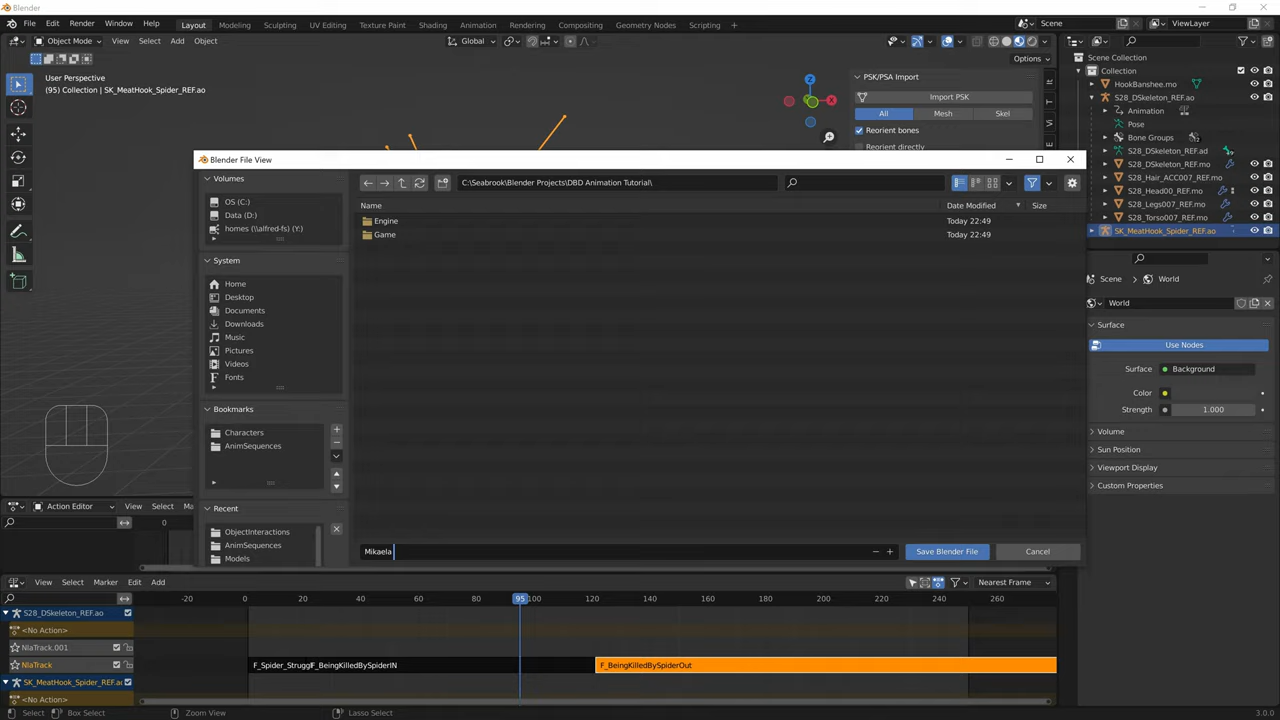 Blender
File Edit Render Window Help Layout Modeling Sculpting UV Editing Texture Paint Shading Animation Rendering Compositing Geometry Nodes Scripting + Scene ViewLayer
Object Mode View Select Add Object Global
Options
User Perspective
(95) Collection | SK_MeatHook_Spider_REF.ao
Z
X
PSK/PSA Import
Import PSK
All Mesh Skel
Reorient bones
Reorient directly
Scene Collection
Collection
HookBanshee.mo
S28_DSkeleton_REF.ao
Animation
Pose
Bone Groups
S28_DSkeleton_REF.ad
S28_DSkeleton_REF.mo
S28_Hair_ACC007_REF.mo
S28_Head00_REF.mo
S28_Legs007_REF.mo
S28_Torso007_REF.mo
SK_MeatHook_Spider_REF.ao
Blender File View
Volumes
OS (C:)
Data (D:)
homes (\\alfred-fs) (Y:)
System
Home
Desktop
Documents
Downloads
Music
Pictures
Videos
Fonts
Bookmarks
Characters
AnimSequences
Recent
ObjectInteractions
AnimSequences
Models
C:\Seabrook\Blender Projects\DBD Animation Tutorial\
Name Date Modified Size
Engine Today 22:49
Game Today 22:49
Mikaela
Save Blender File Cancel
Scene > World
World
Surface
Use Nodes
Surface Background
Color
Strength 1.000
Volume
Sun Position
Viewport Display
Custom Properties
Action Editor View Select
0
View Select Marker Edit Add Nearest Frame
-20 0 20 40 60 80 95 100 120 140 160 180 200 220 240 260
S28_DSkeleton_REF.ao
<No Action>
NlaTrack.001
NlaTrack
F_BeingKilledBySpiderIN F_BeingKilledBySpiderOut
SK_MeatHook_Spider_REF.ao
<No Action>
Select Box Select Zoom View Lasso Select 3.0.0